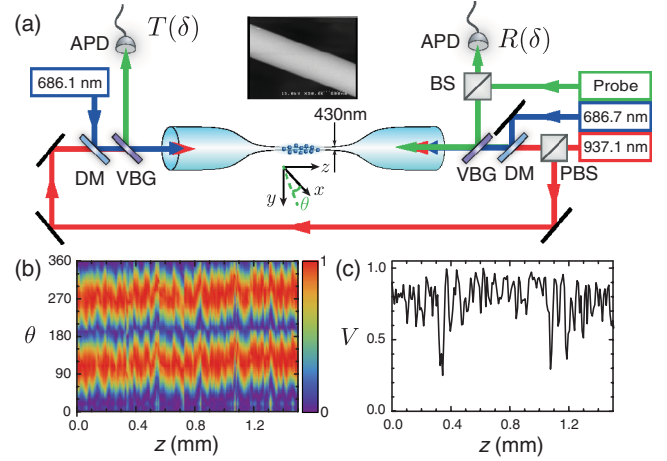 (a)
APD
T(δ)
APD
R(δ)
BS
Probe
686.1 nm
430nm
686.7 nm
937.1 nm
DM
VBG
VBG
DM
PBS
z
x
y
θ
(b)
(c)
360
270
θ
180
90
0
1
0
0.0
0.4
0.8
1.2
z (mm)
1.0
V
0.5
0.0
0.0
0.4
0.8
1.2
z (mm)